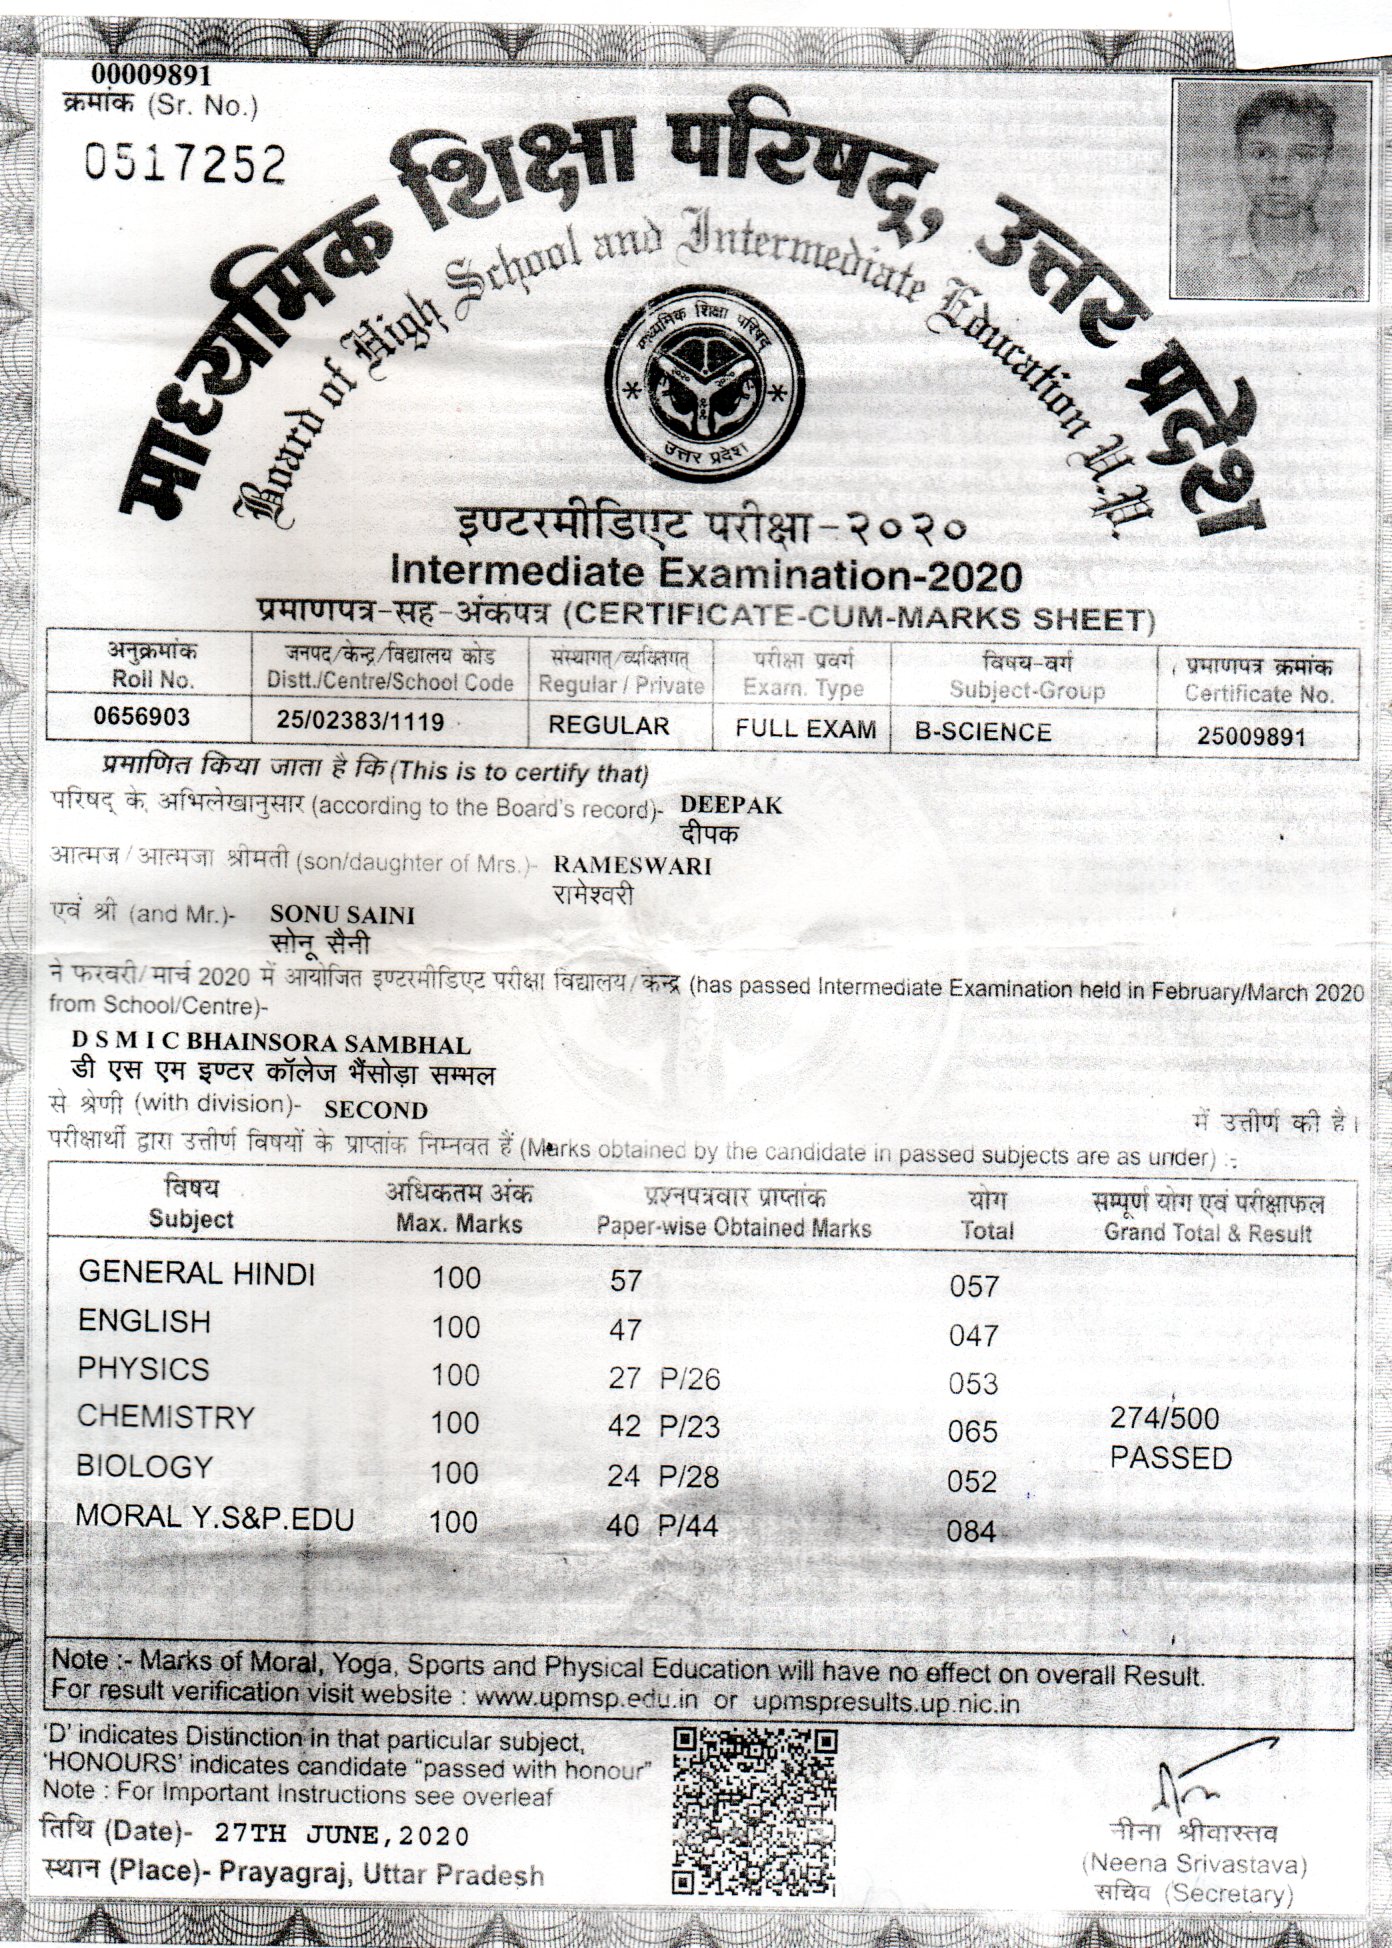 00009891
क्रमांक (Sr. No.)
0517252
माध्यमिक शिक्षा परिषद्, उत्तर प्रदेश
Board of High School and Intermediate Education U.P.
माध्यमिक शिक्षा परिषद्
उत्तर प्रदेश
इण्टरमीडिएट परीक्षा-२०२०
Intermediate Examination-2020
प्रमाणपत्र-सह-अंकपत्र (CERTIFICATE-CUM-MARKS SHEET)
अनुक्रमांक जनपद/केन्द्र/विद्यालय कोड संस्थागत/व्यक्तिगत परीक्षा प्रवर्ग विषय-वर्ग प्रमाणपत्र क्रमांक
Roll No. Distt./Centre/School Code Regular / Private Exam. Type Subject-Group Certificate No.
0656903 25/02383/1119 REGULAR FULL EXAM B-SCIENCE 25009891
प्रमाणित किया जाता है कि (This is to certify that)
परिषद् के अभिलेखानुसार (according to the Board's record)- DEEPAK
दीपक
आत्मज/आत्मजा श्रीमती (son/daughter of Mrs.)- RAMESWARI
रामेश्वरी
एवं श्री (and Mr.)- SONU SAINI
सोनू सैनी
ने फरवरी/मार्च 2020 में आयोजित इण्टरमीडिएट परीक्षा विद्यालय/केन्द्र (has passed Intermediate Examination held in February/March 2020
from School/Centre)-
D S M I C BHAINSORA SAMBHAL
डी एस एम इण्टर कॉलेज भैंसोड़ा सम्भल
से श्रेणी (with division)- SECOND में उत्तीर्ण की है।
परीक्षार्थी द्वारा उत्तीर्ण विषयों के प्राप्तांक निम्नवत हैं (Marks obtained by the candidate in passed subjects are as under) :-
विषय अधिकतम अंक प्रश्नपत्रवार प्राप्तांक योग सम्पूर्ण योग एवं परीक्षाफल
Subject Max. Marks Paper-wise Obtained Marks Total Grand Total & Result
GENERAL HINDI 100 57 057
ENGLISH 100 47 047
PHYSICS 100 27 P/26 053
CHEMISTRY 100 42 P/23 065 274/500
PASSED
BIOLOGY 100 24 P/28 052
MORAL Y.S&P.EDU 100 40 P/44 084
Note :- Marks of Moral, Yoga, Sports and Physical Education will have no effect on overall Result.
For result verification visit website : www.upmsp.edu.in or upmspresults.up.nic.in
'D' indicates Distinction in that particular subject,
'HONOURS' indicates candidate "passed with honour"
Note : For Important Instructions see overleaf
तिथि (Date)- 27TH JUNE,2020
स्थान (Place)- Prayagraj, Uttar Pradesh
नीना श्रीवास्तव
(Neena Srivastava)
सचिव (Secretary)